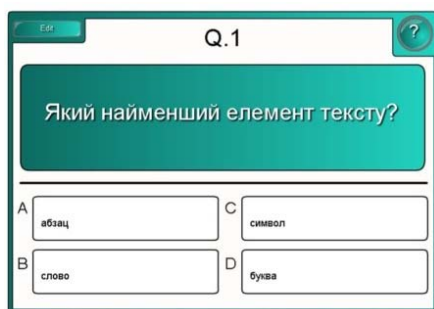 Edit
Q.1
?
Який найменший елемент тексту?
A
абзац
C
символ
B
слово
D
буква